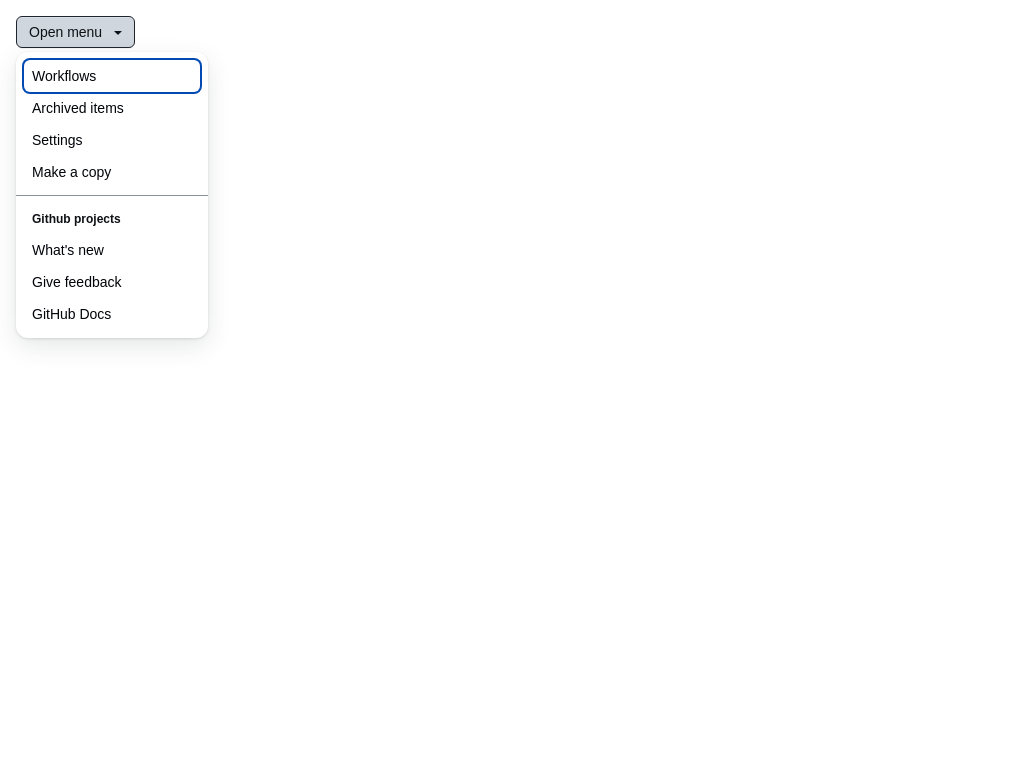 Open menu
Workflows
Archived items
Settings
Make a copy
Github projects
What's new
Give feedback
GitHub Docs